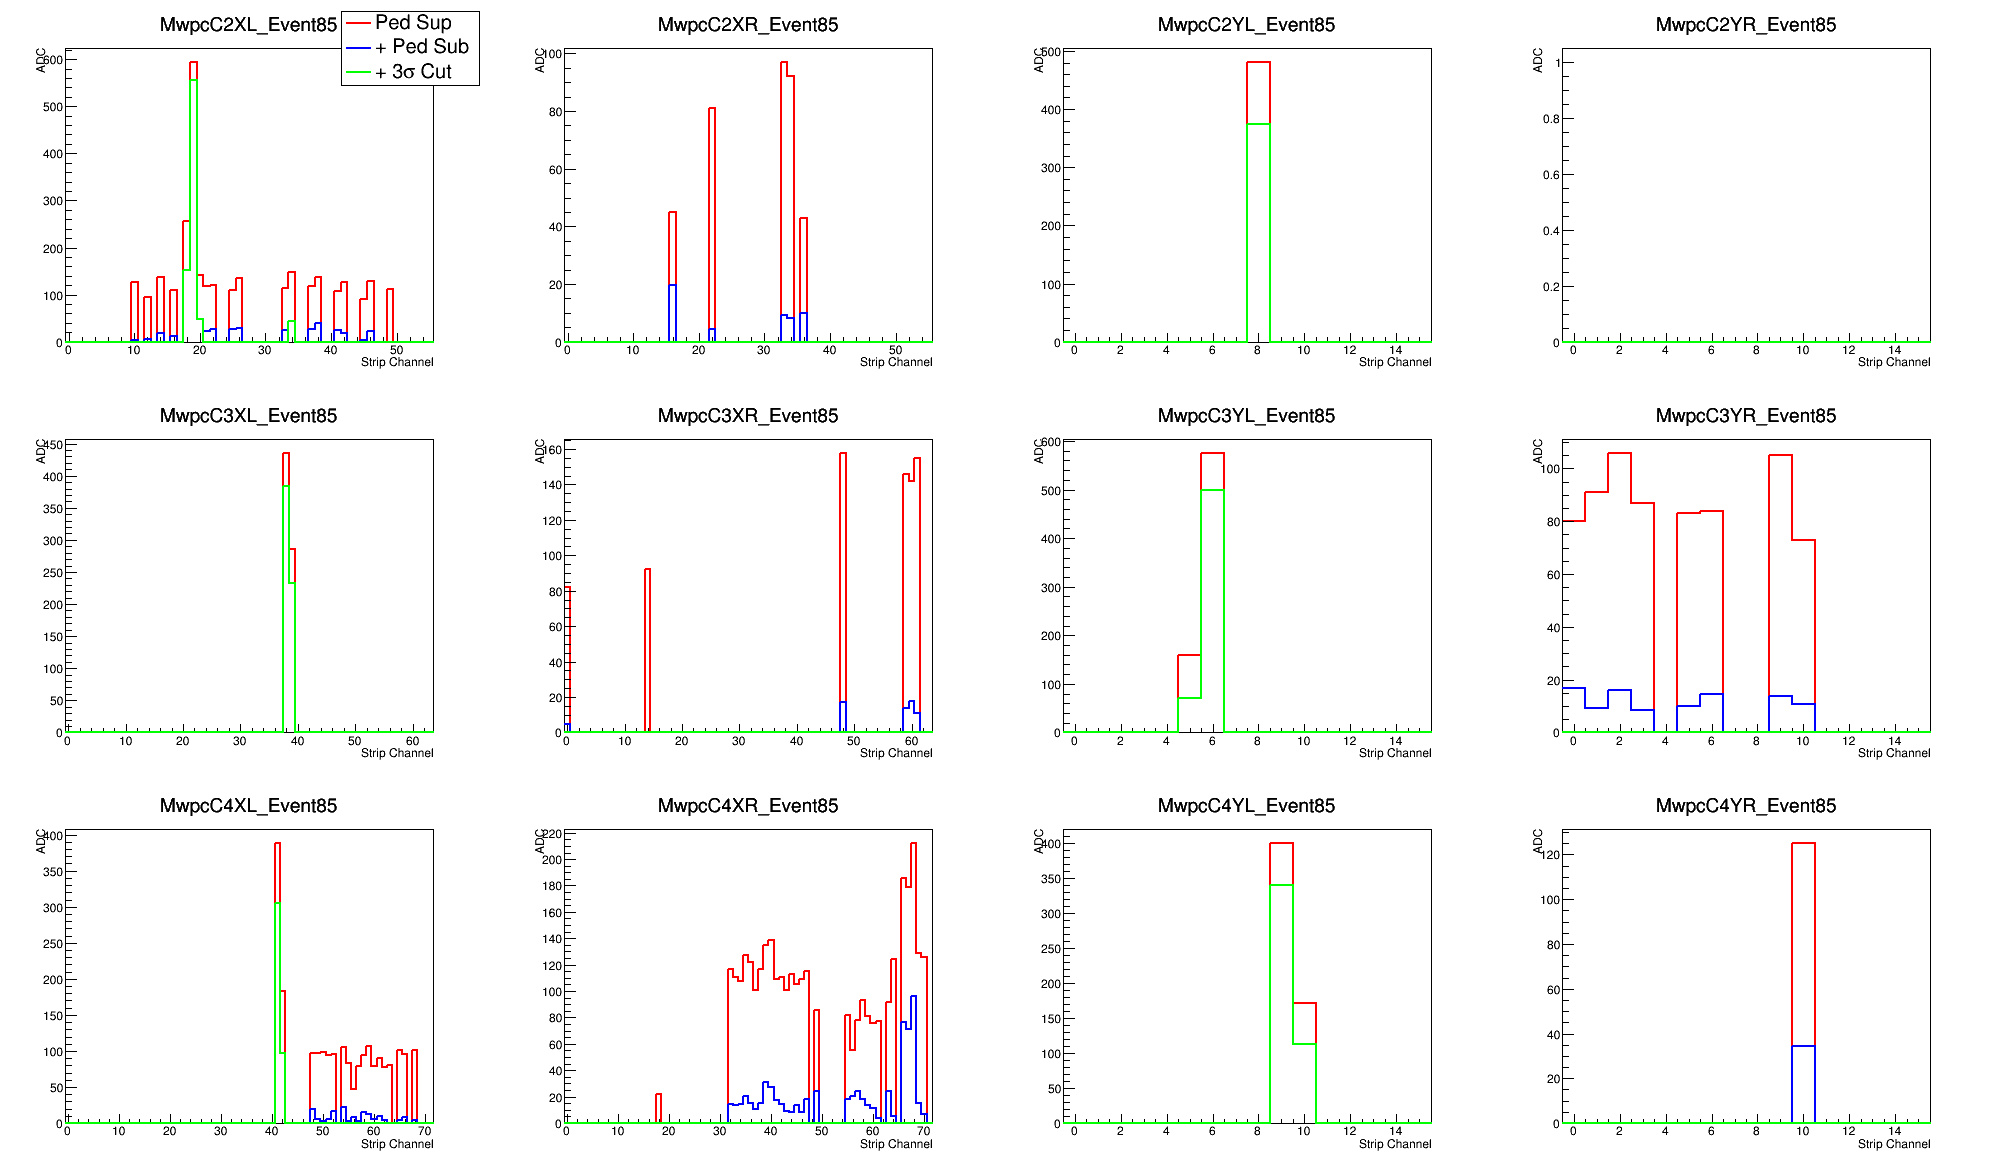 MwpcC2XL_Event85
Ped Sup
+ Ped Sub
+ 3σ Cut
ADC
600
500
400
300
200
100
0
0 10 20 30 40 50
Strip Channel
MwpcC2XR_Event85
ADC
100
80
60
40
20
0
0 10 20 30 40 50
Strip Channel
MwpcC2YL_Event85
ADC
500
400
300
200
100
0
0 2 4 6 8 10 12 14
Strip Channel
MwpcC2YR_Event85
ADC
1
0.8
0.6
0.4
0.2
0
0 2 4 6 8 10 12 14
Strip Channel
MwpcC3XL_Event85
ADC
450
400
350
300
250
200
150
100
50
0
0 10 20 30 40 50 60
Strip Channel
MwpcC3XR_Event85
ADC
160
140
120
100
80
60
40
20
0
0 10 20 30 40 50 60
Strip Channel
MwpcC3YL_Event85
ADC
600
500
400
300
200
100
0
0 2 4 6 8 10 12 14
Strip Channel
MwpcC3YR_Event85
ADC
100
80
60
40
20
0
0 2 4 6 8 10 12 14
Strip Channel
MwpcC4XL_Event85
ADC
400
350
300
250
200
150
100
50
0
0 10 20 30 40 50 60 70
Strip Channel
MwpcC4XR_Event85
ADC
220
200
180
160
140
120
100
80
60
40
20
0
0 10 20 30 40 50 60 70
Strip Channel
MwpcC4YL_Event85
ADC
400
350
300
250
200
150
100
50
0
0 2 4 6 8 10 12 14
Strip Channel
MwpcC4YR_Event85
ADC
120
100
80
60
40
20
0
0 2 4 6 8 10 12 14
Strip Channel